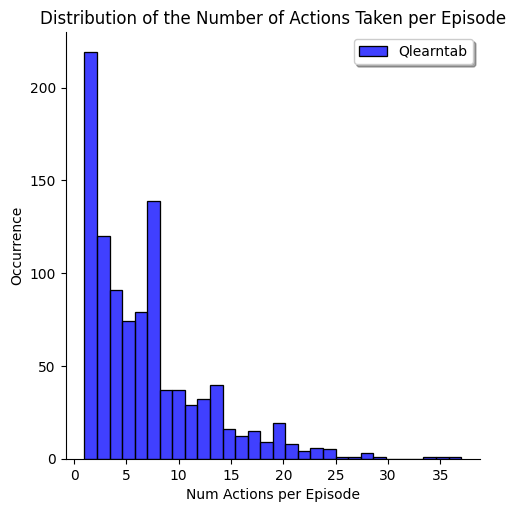 Distribution of the Number of Actions Taken per Episode
Qlearntab
Occurrence
200
150
100
50
0
0 5 10 15 20 25 30 35
Num Actions per Episode